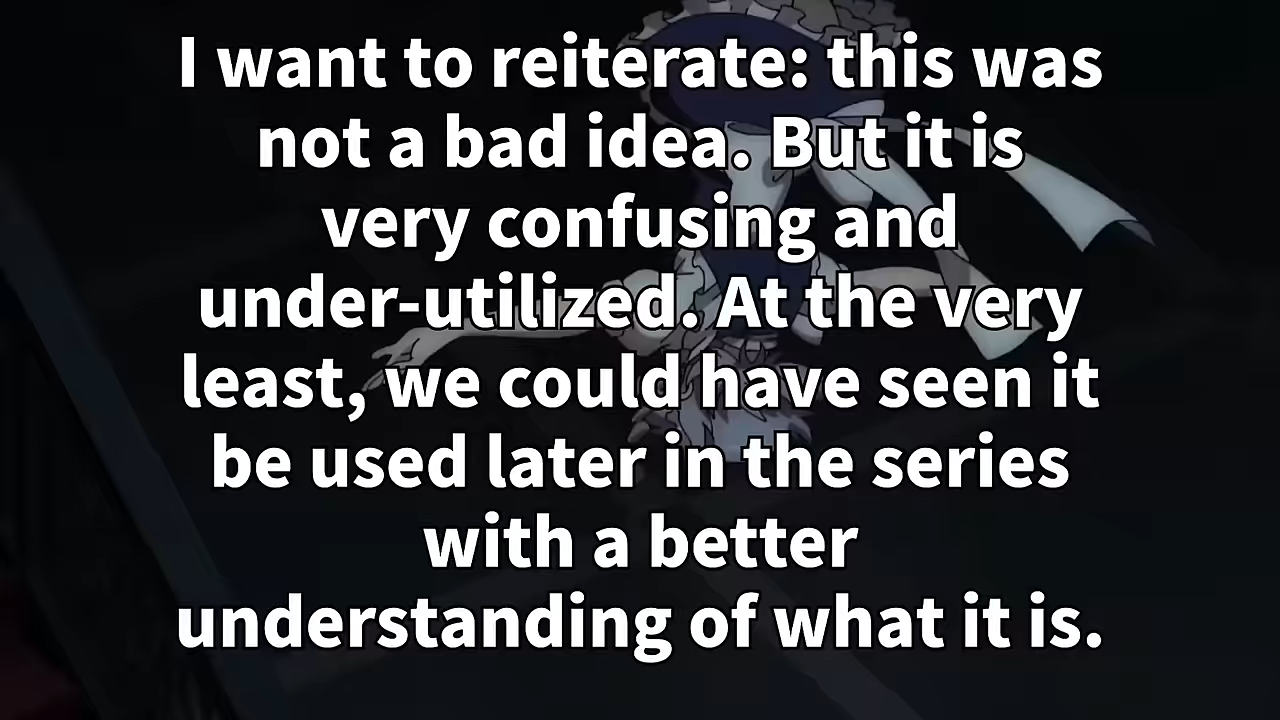 I want to reiterate: this was
not a bad idea. But it is
very confusing and
under-utilized. At the very
least, we could have seen it
be used later in the series
with a better
understanding of what it is.